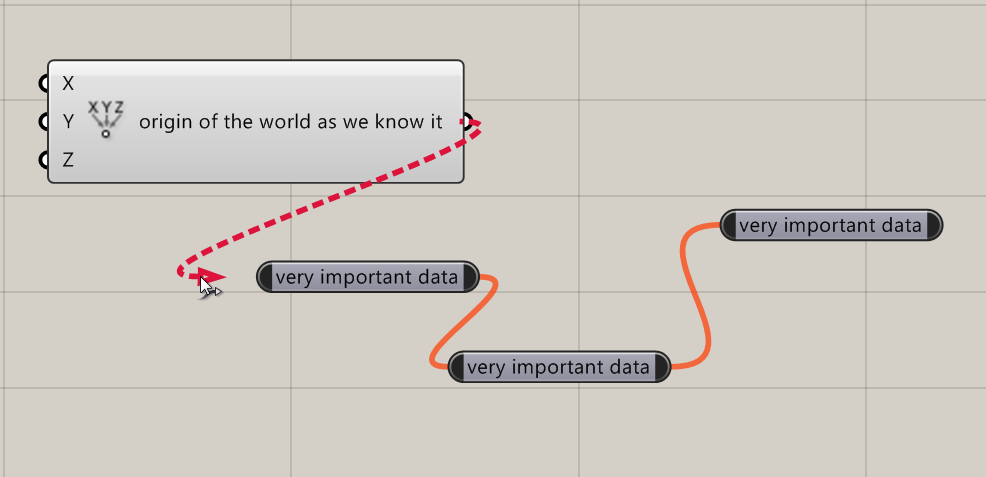 X
XYZ
Y
origin of the world as we know it
Z
very important data
very important data
very important data